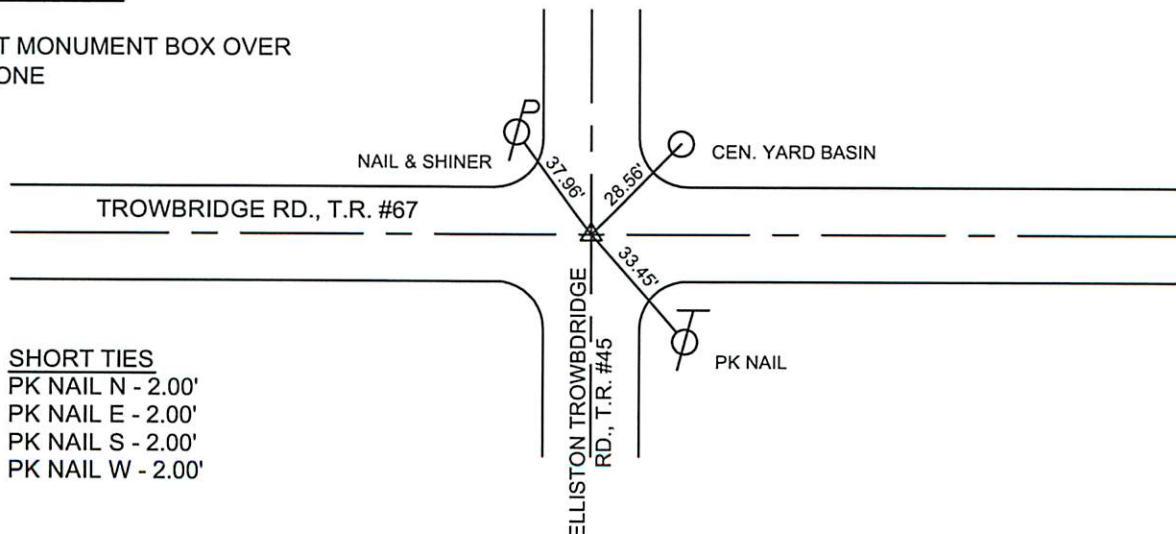 T MONUMENT BOX OVER
ONE
NAIL & SHINER
P
37.96'
28.56'
CEN. YARD BASIN
TROWBRIDGE RD., T.R. #67
33.45'
T
PK NAIL
ELLISTON TROWBDRIDGE
RD., T.R. #45
SHORT TIES
PK NAIL N - 2.00'
PK NAIL E - 2.00'
PK NAIL S - 2.00'
PK NAIL W - 2.00'